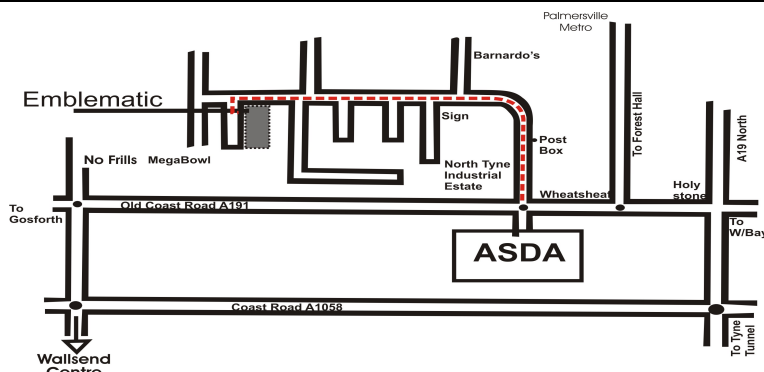 Palmersville
Metro
Barnardo's
Emblematic
Sign
Post
Box
To Forest Hall
A19 North
No Frills
MegaBowl
North Tyne
Industrial
Estate
Wheatsheaf
Holy
stone
To
Gosforth
Old Coast Road A191
To
W/Bay
ASDA
Coast Road A1058
To Tyne
Tunnel
Wallsend
Centre